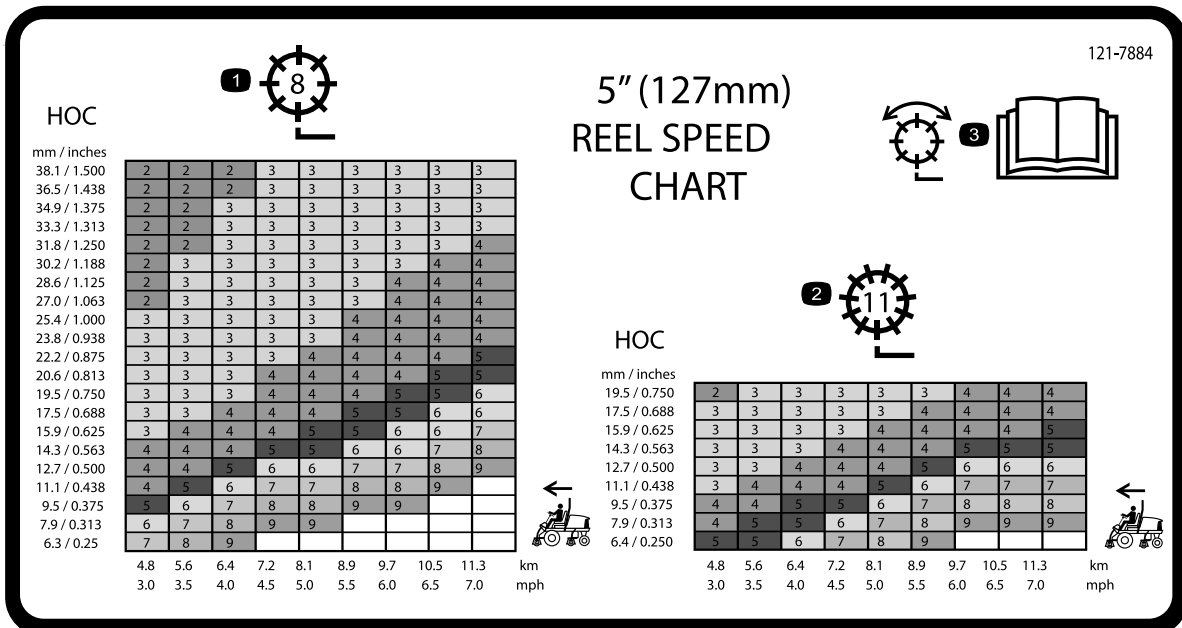 121-7884
5" (127mm)
REEL SPEED
CHART
3
1
8
HOC
mm / inches
38.1 / 1.500 2 2 2 3 3 3 3 3 3
36.5 / 1.438 2 2 2 3 3 3 3 3 3
34.9 / 1.375 2 2 3 3 3 3 3 3 3
33.3 / 1.313 2 2 3 3 3 3 3 3 3
31.8 / 1.250 2 2 3 3 3 3 3 3 4
30.2 / 1.188 2 3 3 3 3 3 3 4 4
28.6 / 1.125 2 3 3 3 3 3 4 4 4
27.0 / 1.063 2 3 3 3 3 3 4 4 4
25.4 / 1.000 3 3 3 3 3 4 4 4 4
23.8 / 0.938 3 3 3 3 3 4 4 4 4
22.2 / 0.875 3 3 3 3 4 4 4 4 5
20.6 / 0.813 3 3 3 4 4 4 4 5 5
19.5 / 0.750 3 3 3 4 4 4 5 5 6
17.5 / 0.688 3 3 4 4 4 5 5 6 6
15.9 / 0.625 3 4 4 4 5 5 6 6 7
14.3 / 0.563 4 4 4 5 5 6 6 7 8
12.7 / 0.500 4 4 5 6 6 7 7 8 9
11.1 / 0.438 4 5 6 7 7 8 8 9
9.5 / 0.375 5 6 7 8 8 9 9
7.9 / 0.313 6 7 8 9 9
6.3 / 0.25 7 8 9
4.8 5.6 6.4 7.2 8.1 8.9 9.7 10.5 11.3 km
3.0 3.5 4.0 4.5 5.0 5.5 6.0 6.5 7.0 mph
2
11
HOC
mm / inches
19.5 / 0.750 2 3 3 3 3 3 4 4 4
17.5 / 0.688 3 3 3 3 3 4 4 4 4
15.9 / 0.625 3 3 3 3 4 4 4 4 5
14.3 / 0.563 3 3 3 4 4 4 5 5 5
12.7 / 0.500 3 3 4 4 4 5 6 6 6
11.1 / 0.438 3 4 4 4 5 6 7 7 7
9.5 / 0.375 4 4 5 5 6 7 8 8 8
7.9 / 0.313 4 5 5 6 7 8 9 9 9
6.4 / 0.250 5 5 6 7 8 9
4.8 5.6 6.4 7.2 8.1 8.9 9.7 10.5 11.3 km
3.0 3.5 4.0 4.5 5.0 5.5 6.0 6.5 7.0 mph